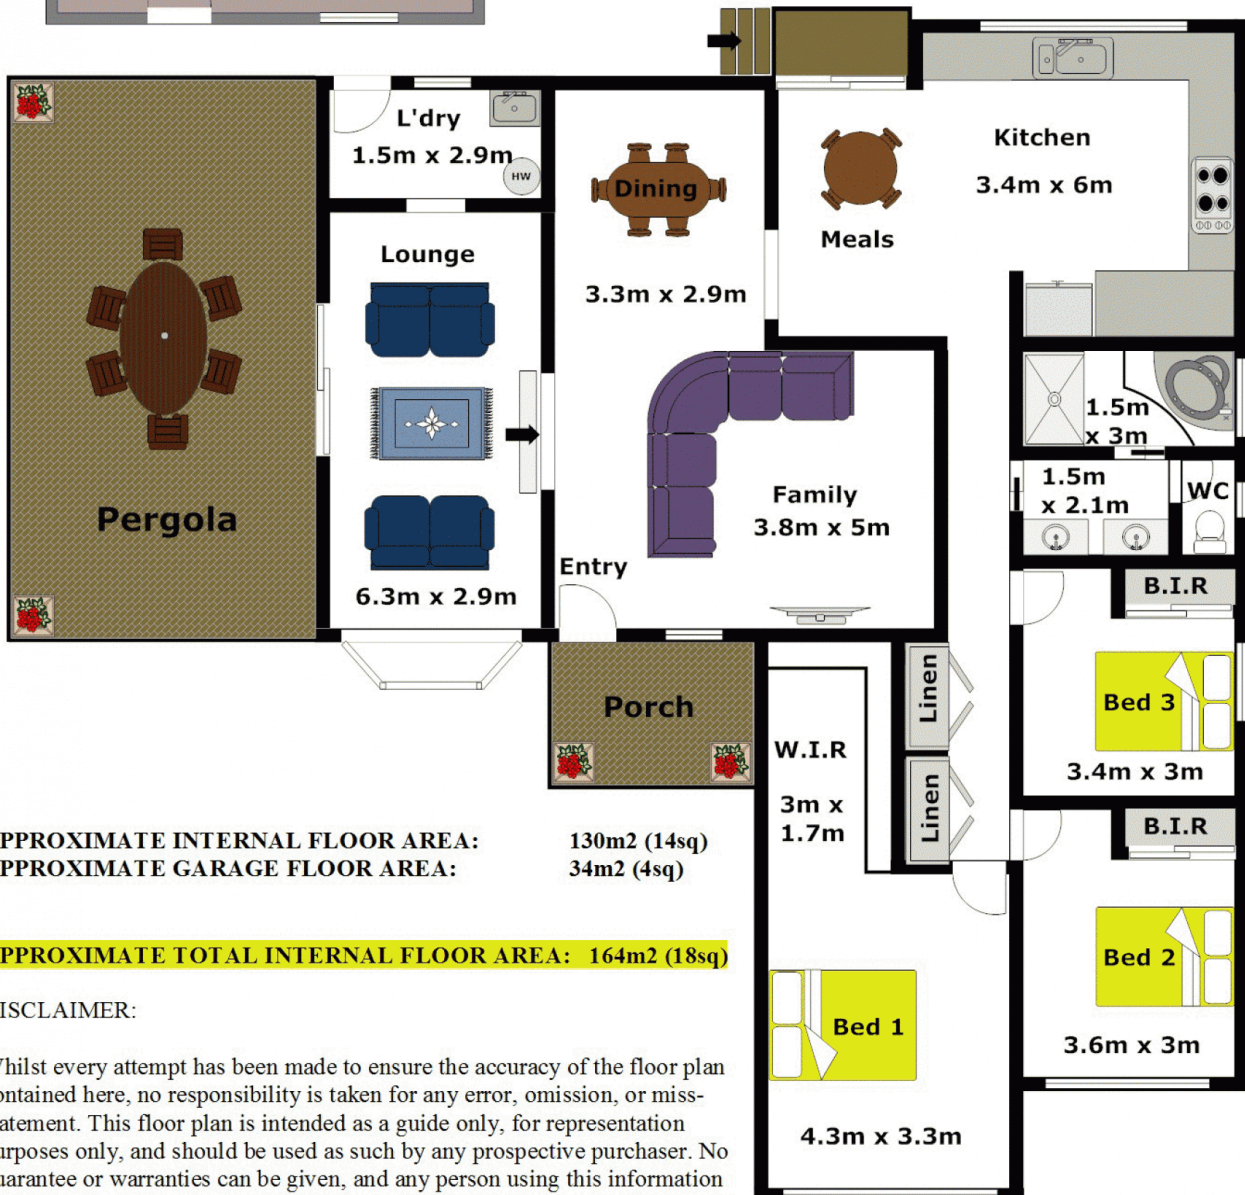 L'dry
1.5m x 2.9m
HW
Lounge
6.3m x 2.9m
Pergola
Dining
3.3m x 2.9m
Meals
Kitchen
3.4m x 6m
1.5m
x 3m
1.5m
x 2.1m
WC
Family
3.8m x 5m
Entry
Porch
B.I.R
Bed 3
3.4m x 3m
Linen
Linen
W.I.R
3m x
1.7m
B.I.R
Bed 2
3.6m x 3m
Bed 1
4.3m x 3.3m
PPROXIMATE INTERNAL FLOOR AREA: 130m2 (14sq)
PPROXIMATE GARAGE FLOOR AREA: 34m2 (4sq)
PPROXIMATE TOTAL INTERNAL FLOOR AREA: 164m2 (18sq)
ISCLAIMER:
hilst every attempt has been made to ensure the accuracy of the floor plan
ontained here, no responsibility is taken for any error, omission, or miss-
atement. This floor plan is intended as a guide only, for representation
urposes only, and should be used as such by any prospective purchaser. No
uarantee or warranties can be given, and any person using this information